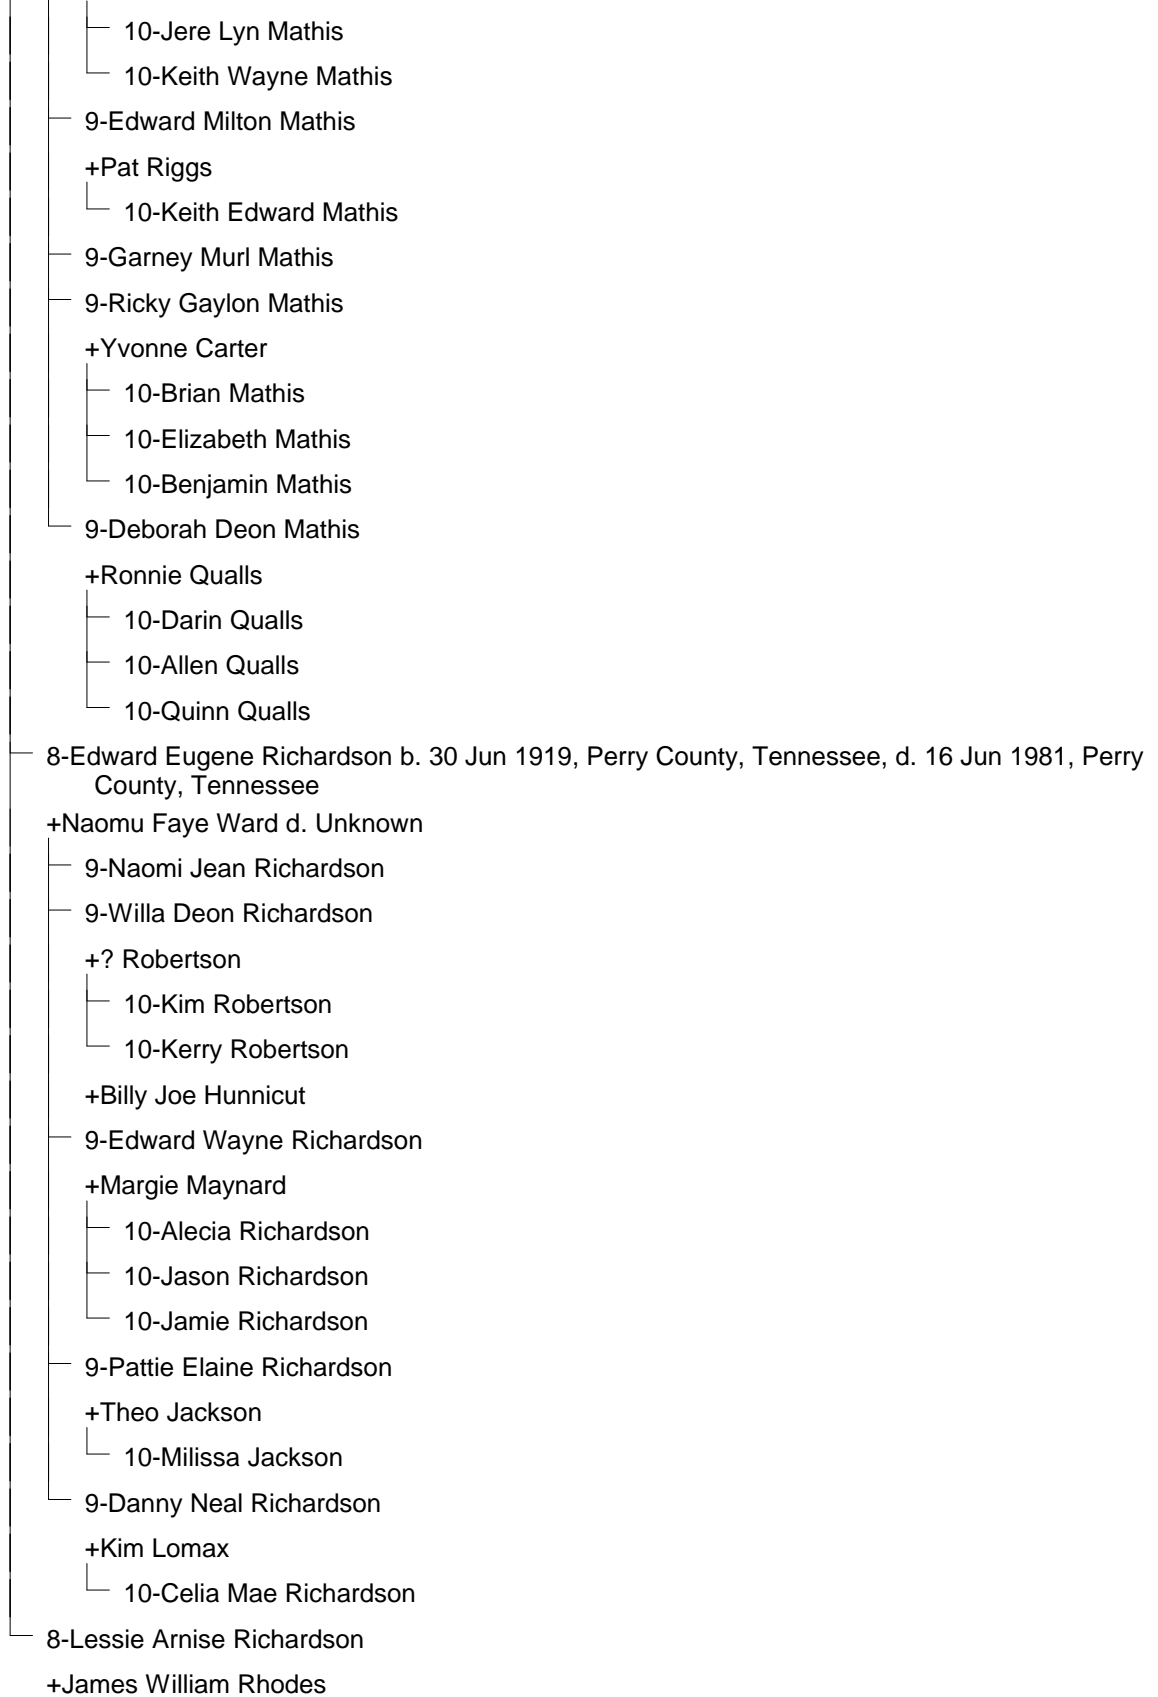 10-Jere Lyn Mathis
10-Keith Wayne Mathis
9-Edward Milton Mathis
+Pat Riggs
10-Keith Edward Mathis
9-Garney Murl Mathis
9-Ricky Gaylon Mathis
+Yvonne Carter
10-Brian Mathis
10-Elizabeth Mathis
10-Benjamin Mathis
9-Deborah Deon Mathis
+Ronnie Qualls
10-Darin Qualls
10-Allen Qualls
10-Quinn Qualls
8-Edward Eugene Richardson b. 30 Jun 1919, Perry County, Tennessee, d. 16 Jun 1981, Perry
County, Tennessee
+Naomu Faye Ward d. Unknown
9-Naomi Jean Richardson
9-Willa Deon Richardson
+? Robertson
10-Kim Robertson
10-Kerry Robertson
+Billy Joe Hunnicut
9-Edward Wayne Richardson
+Margie Maynard
10-Alecia Richardson
10-Jason Richardson
10-Jamie Richardson
9-Pattie Elaine Richardson
+Theo Jackson
10-Milissa Jackson
9-Danny Neal Richardson
+Kim Lomax
10-Celia Mae Richardson
8-Lessie Arnise Richardson
+James William Rhodes